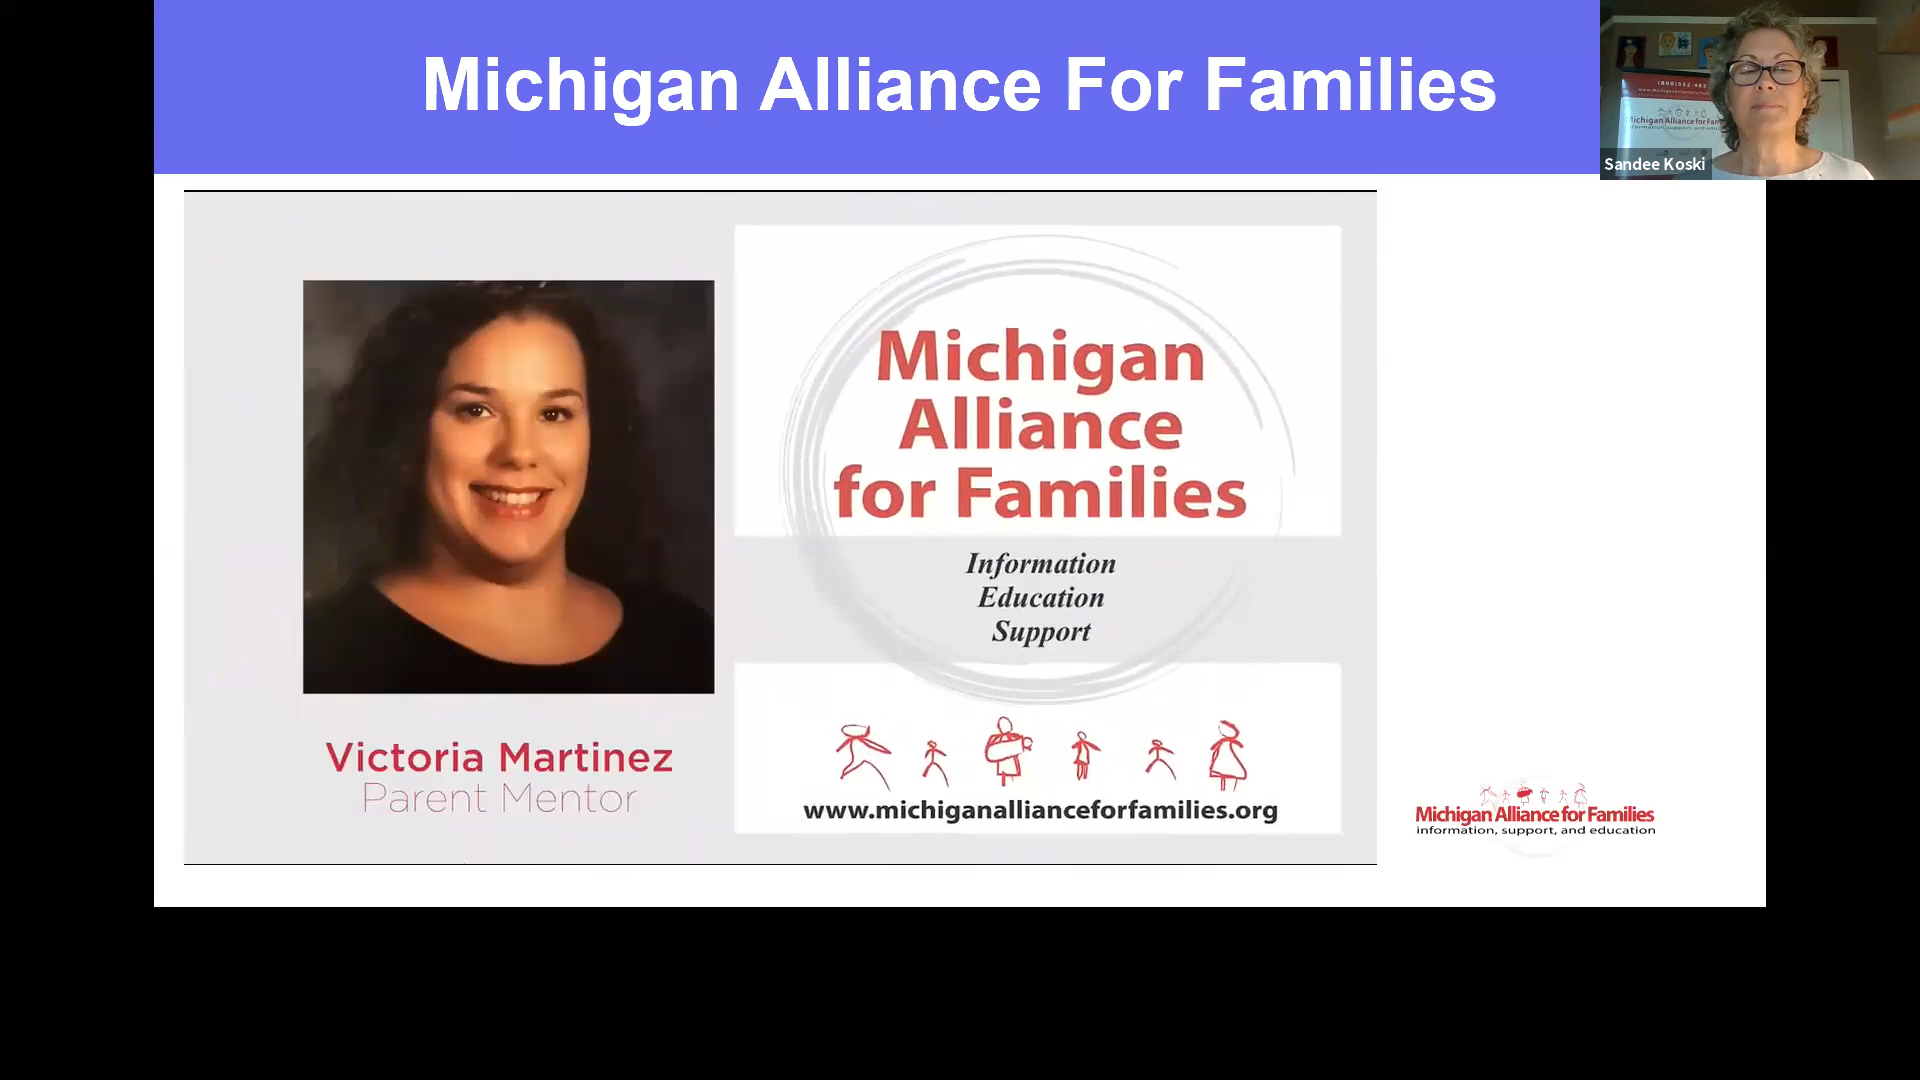 Michigan Alliance For Families
Sandee Koski
Michigan
Alliance
for Families
Information
Education
Support
Victoria Martinez
Parent Mentor
www.michiganallianceforfamilies.org
Michigan Alliance for Families
information, support, and education